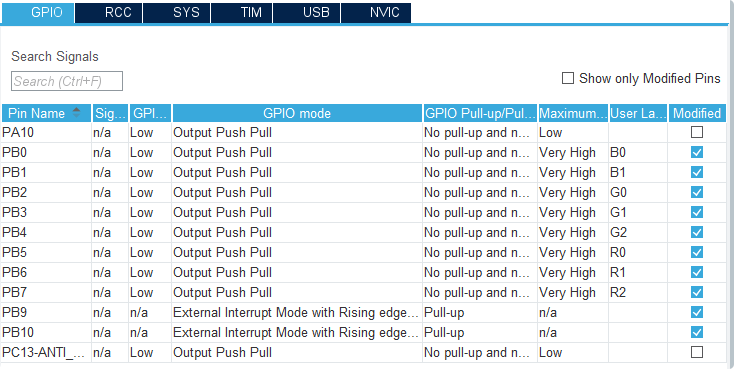 GPIO RCC SYS TIM USB NVIC
Search Signals
Search (Ctrl+F)
Show only Modified Pins
Pin Name Sig... GPI... GPIO mode GPIO Pull-up/Pul... Maximum... User La... Modified
PA10 n/a Low Output Push Pull No pull-up and n... Low
PB0 n/a Low Output Push Pull No pull-up and n... Very High B0
PB1 n/a Low Output Push Pull No pull-up and n... Very High B1
PB2 n/a Low Output Push Pull No pull-up and n... Very High G0
PB3 n/a Low Output Push Pull No pull-up and n... Very High G1
PB4 n/a Low Output Push Pull No pull-up and n... Very High G2
PB5 n/a Low Output Push Pull No pull-up and n... Very High R0
PB6 n/a Low Output Push Pull No pull-up and n... Very High R1
PB7 n/a Low Output Push Pull No pull-up and n... Very High R2
PB9 n/a n/a External Interrupt Mode with Rising edge... Pull-up n/a
PB10 n/a n/a External Interrupt Mode with Rising edge... Pull-up n/a
PC13-ANTI_... n/a Low Output Push Pull No pull-up and n... Low